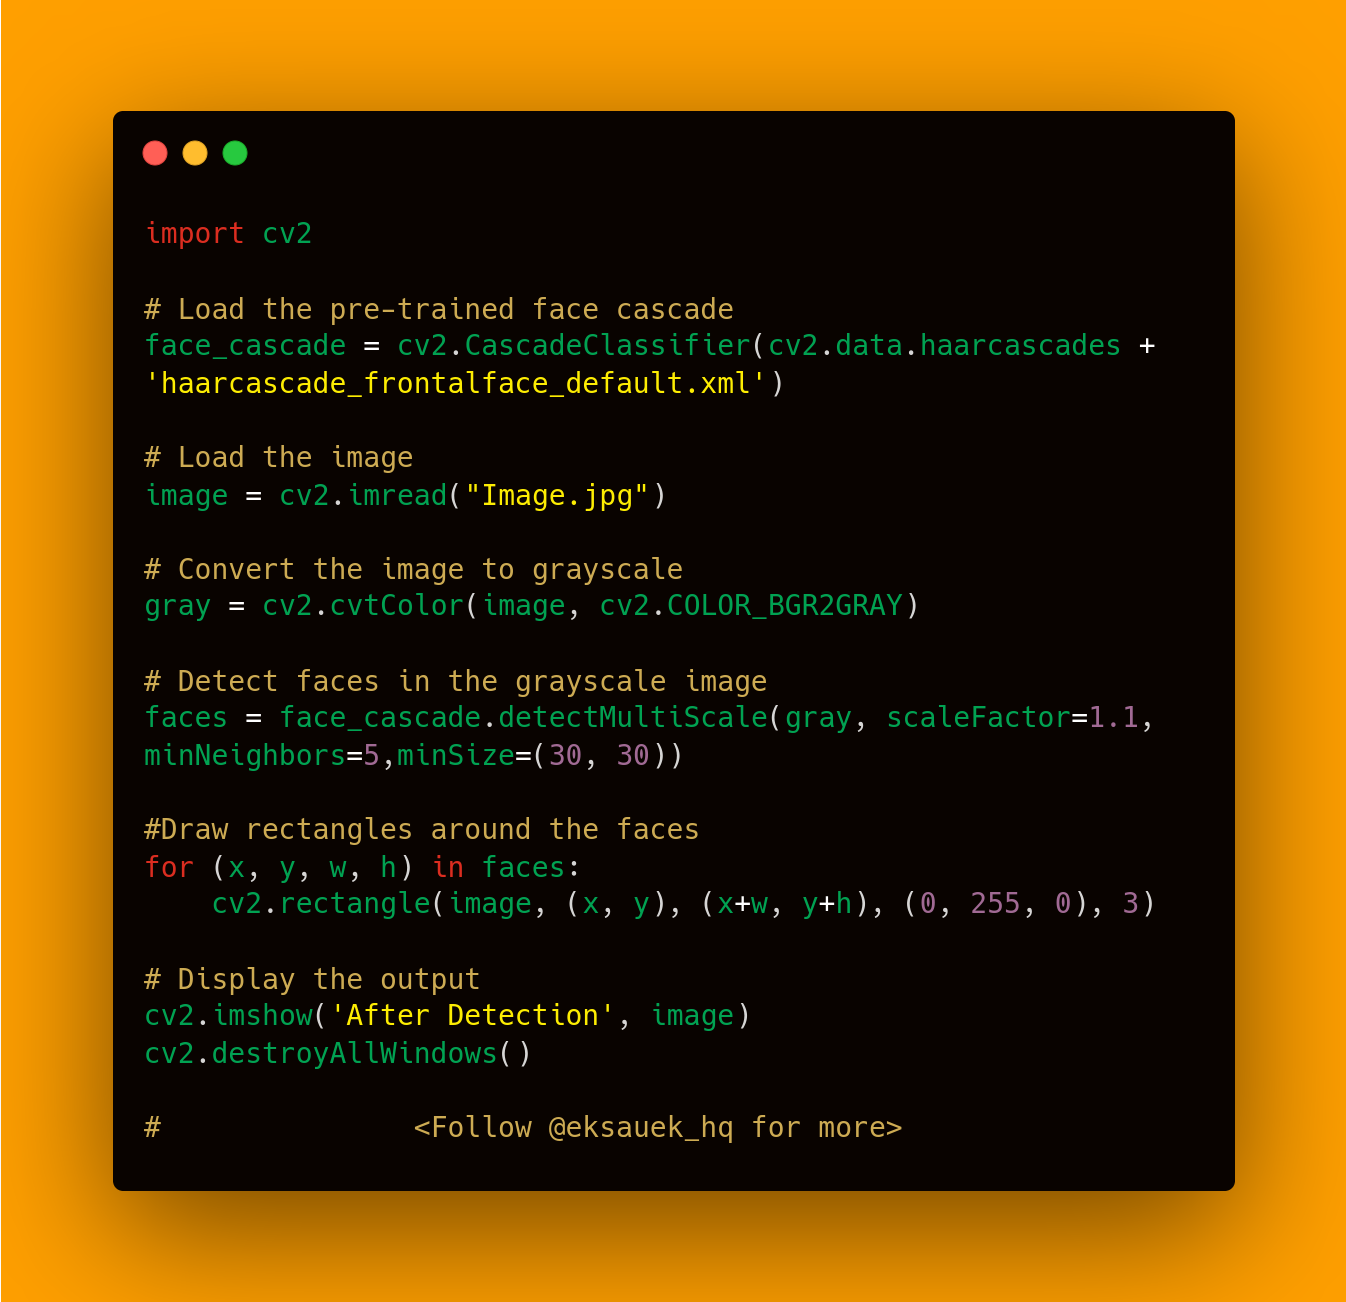 import cv2
# Load the pre-trained face cascade
face_cascade = cv2.CascadeClassifier(cv2.data.haarcascades +
'haarcascade_frontalface_default.xml')
# Load the image
image = cv2.imread("Image.jpg")
# Convert the image to grayscale
gray = cv2.cvtColor(image, cv2.COLOR_BGR2GRAY)
# Detect faces in the grayscale image
faces = face_cascade.detectMultiScale(gray, scaleFactor=1.1,
minNeighbors=5,minSize=(30, 30))
#Draw rectangles around the faces
for (x, y, w, h) in faces:
    cv2.rectangle(image, (x, y), (x+w, y+h), (0, 255, 0), 3)
# Display the output
cv2.imshow('After Detection', image)
cv2.destroyAllWindows()
#               <Follow @eksauek_hq for more>